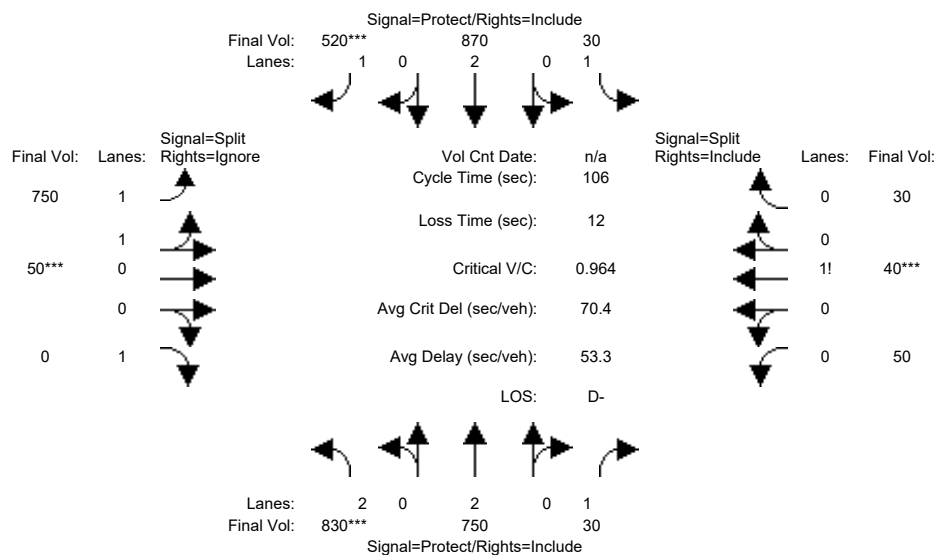 Signal=Protect/Rights=Include
Final Vol: 520*** 870 30
Lanes: 1 0 2 0 1
Signal=Split
Final Vol: Lanes: Rights=Ignore
Vol Cnt Date: n/a
Signal=Split
Rights=Include Lanes: Final Vol:
Cycle Time (sec): 106
750 1
0 30
Loss Time (sec): 12
1
0
50*** 0
Critical V/C: 0.964
1! 40***
0
Avg Crit Del (sec/veh): 70.4
0
0 1
Avg Delay (sec/veh): 53.3
0 50
LOS: D-
Lanes: 2 0 2 0 1
Final Vol: 830*** 750 30
Signal=Protect/Rights=Include